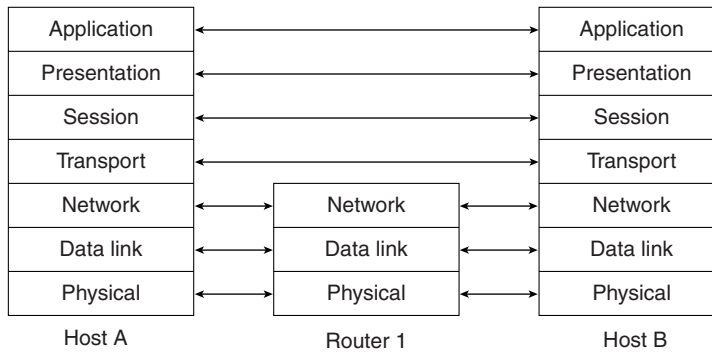 Application
Application
Presentation
Presentation
Session
Session
Transport
Transport
Network
Network
Network
Data link
Data link
Data link
Physical
Physical
Physical
Host A
Router 1
Host B